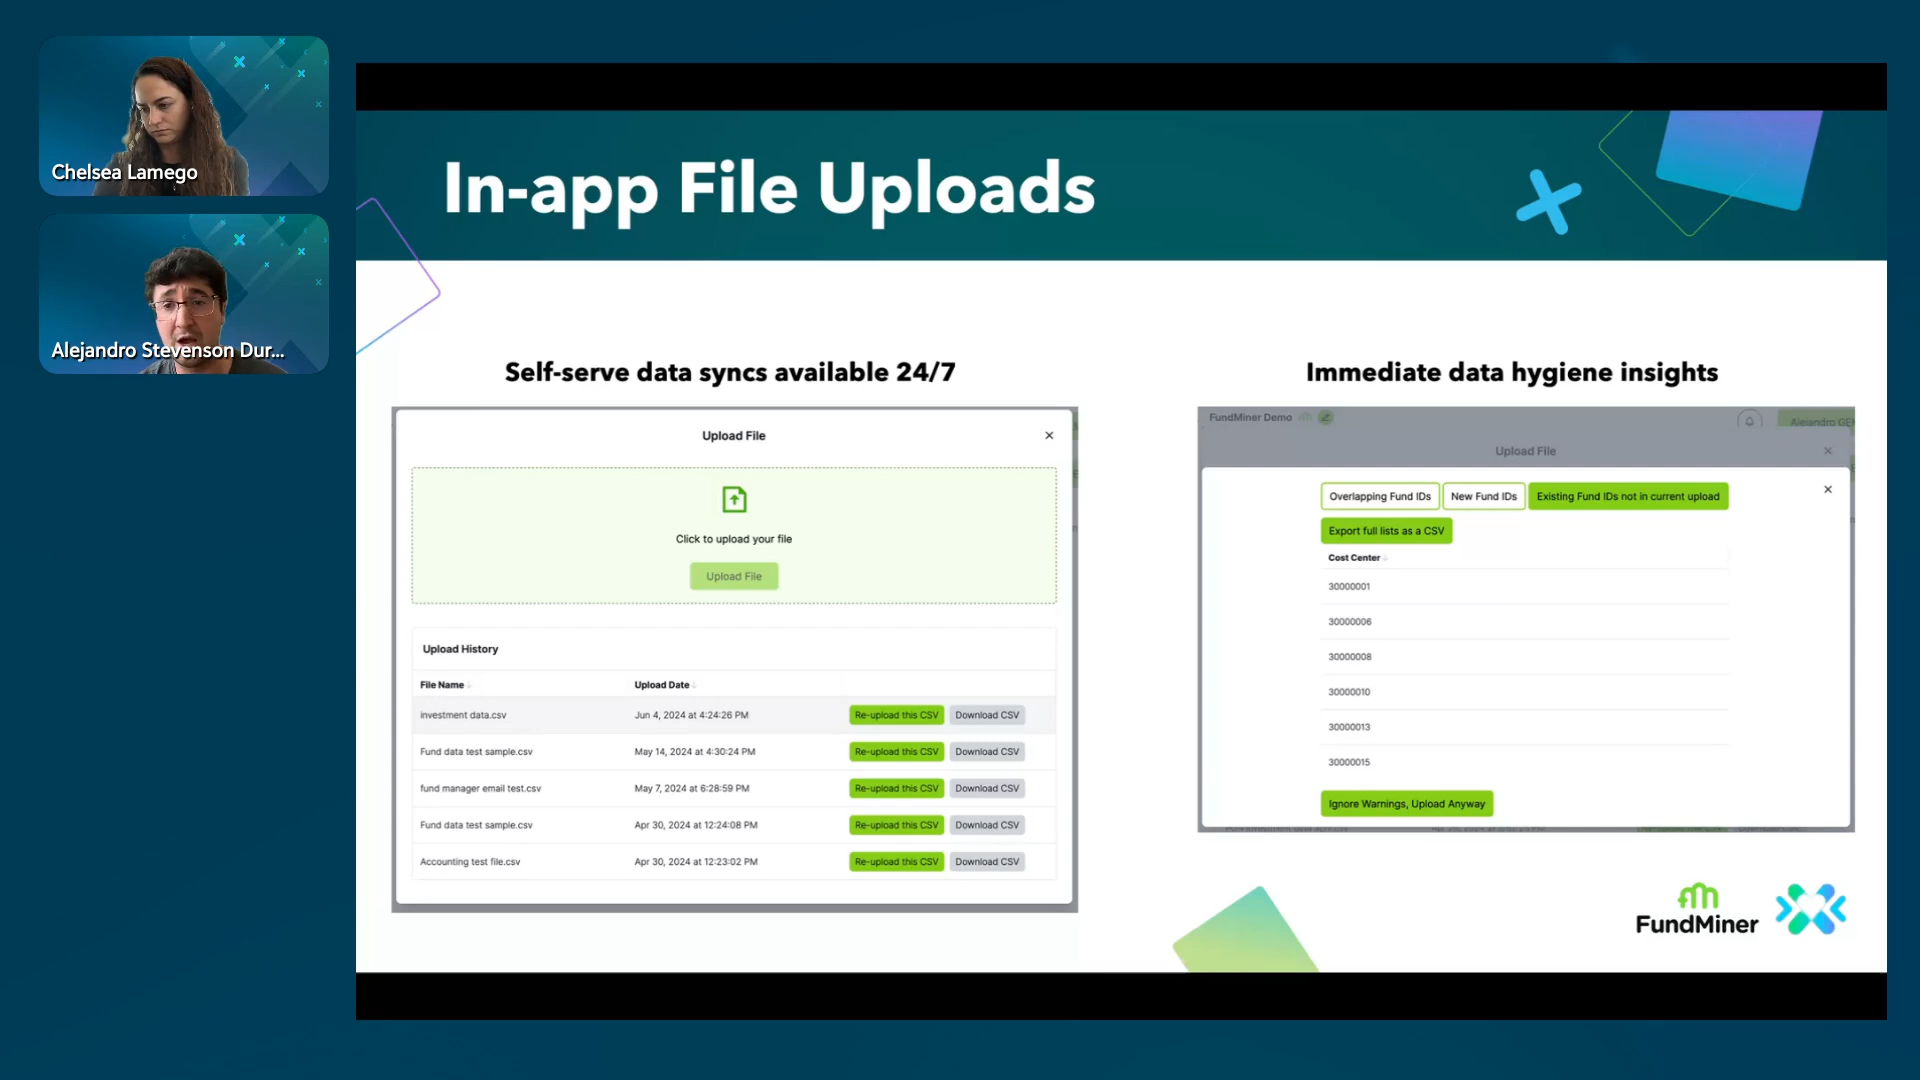 Chelsea Lamego
Alejandro Stevenson Dur...
In-app File Uploads
Self-serve data syncs available 24/7
Upload File
Click to upload your file
Upload File
Upload History
File Name
Upload Date
investment data.csv
Jun 4, 2024 at 4:24:26 PM
Re-upload this CSV
Download CSV
Fund data test sample.csv
May 14, 2024 at 4:30:24 PM
Re-upload this CSV
Download CSV
fund manager email test.csv
May 7, 2024 at 6:28:59 PM
Re-upload this CSV
Download CSV
Fund data test sample.csv
Apr 30, 2024 at 12:24:08 PM
Re-upload this CSV
Download CSV
Accounting test file.csv
Apr 30, 2024 at 12:23:02 PM
Re-upload this CSV
Download CSV
Immediate data hygiene insights
FundMiner Demo
Alejandro GEN
Upload File
Overlapping Fund IDs
New Fund IDs
Existing Fund IDs not in current upload
Export full lists as a CSV
Cost Center
30000001
30000006
30000008
30000010
30000013
30000015
Ignore Warnings, Upload Anyway
FundMiner